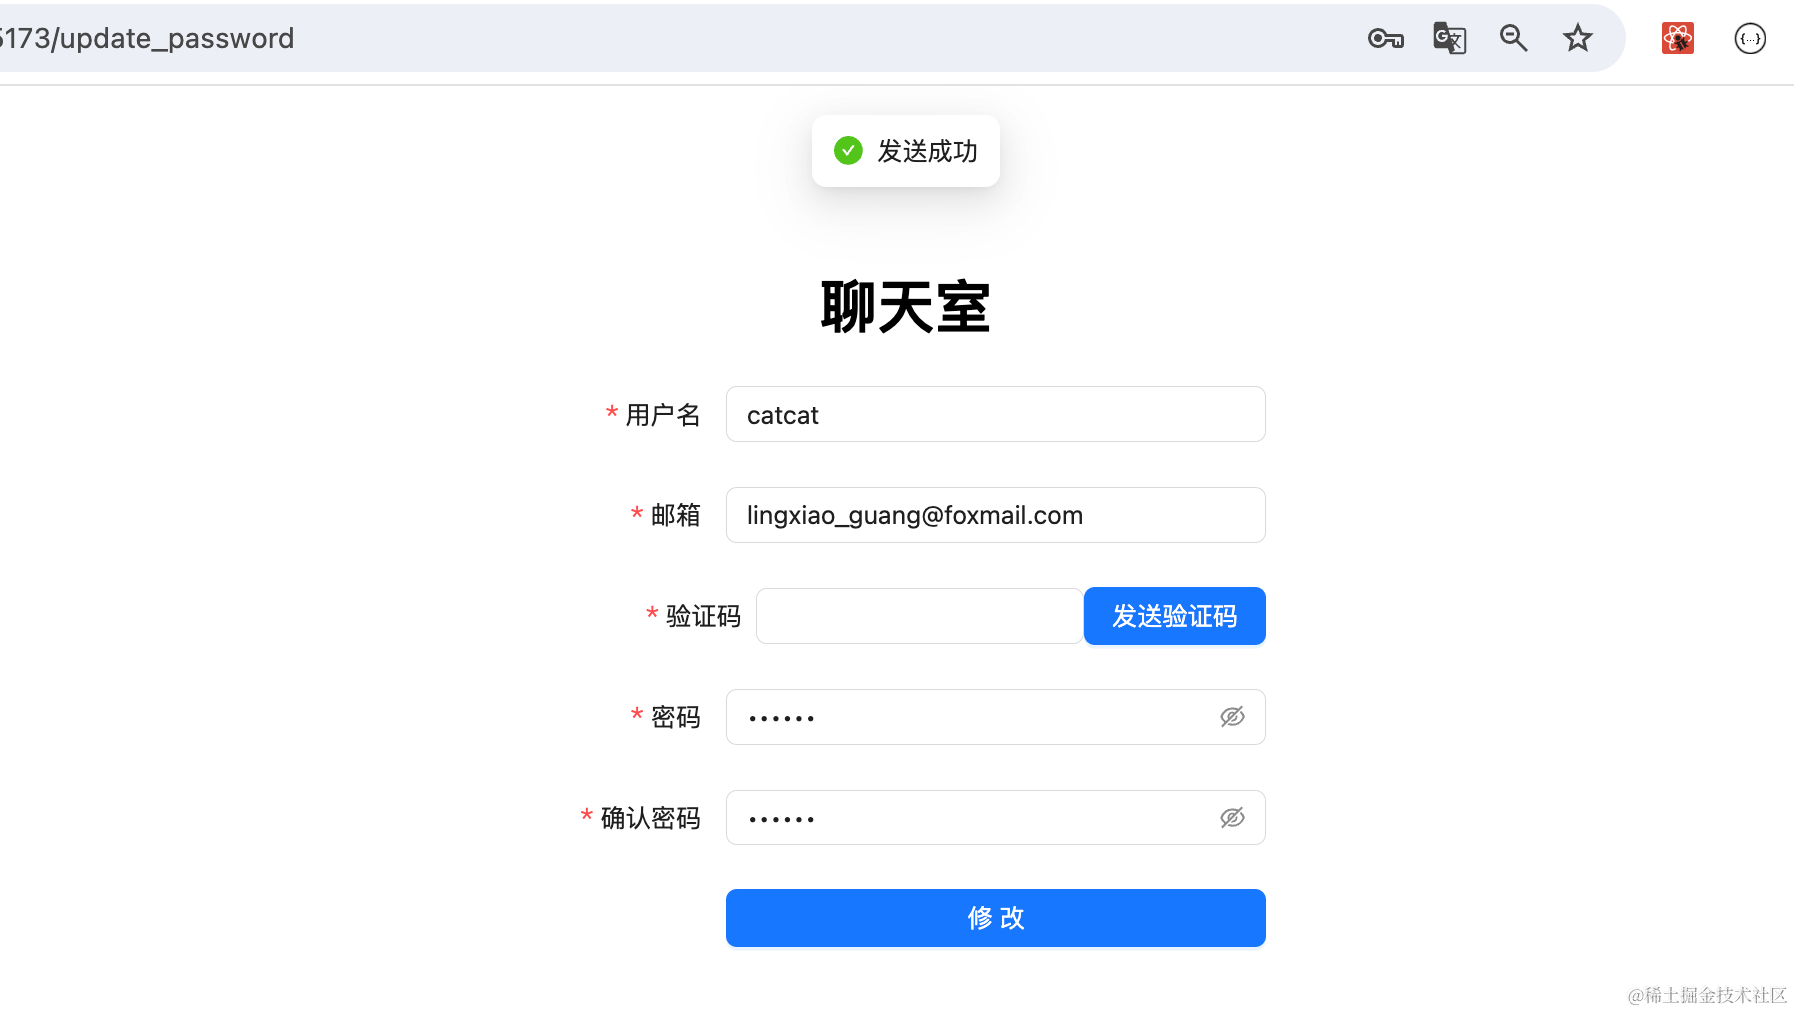 5173/update_password
发送成功
聊天室
* 用户名 catcat
* 邮箱 lingxiao_guang@foxmail.com
* 验证码 发送验证码
* 密码 ••••••
* 确认密码 ••••••
修 改
@稀土掘金技术社区